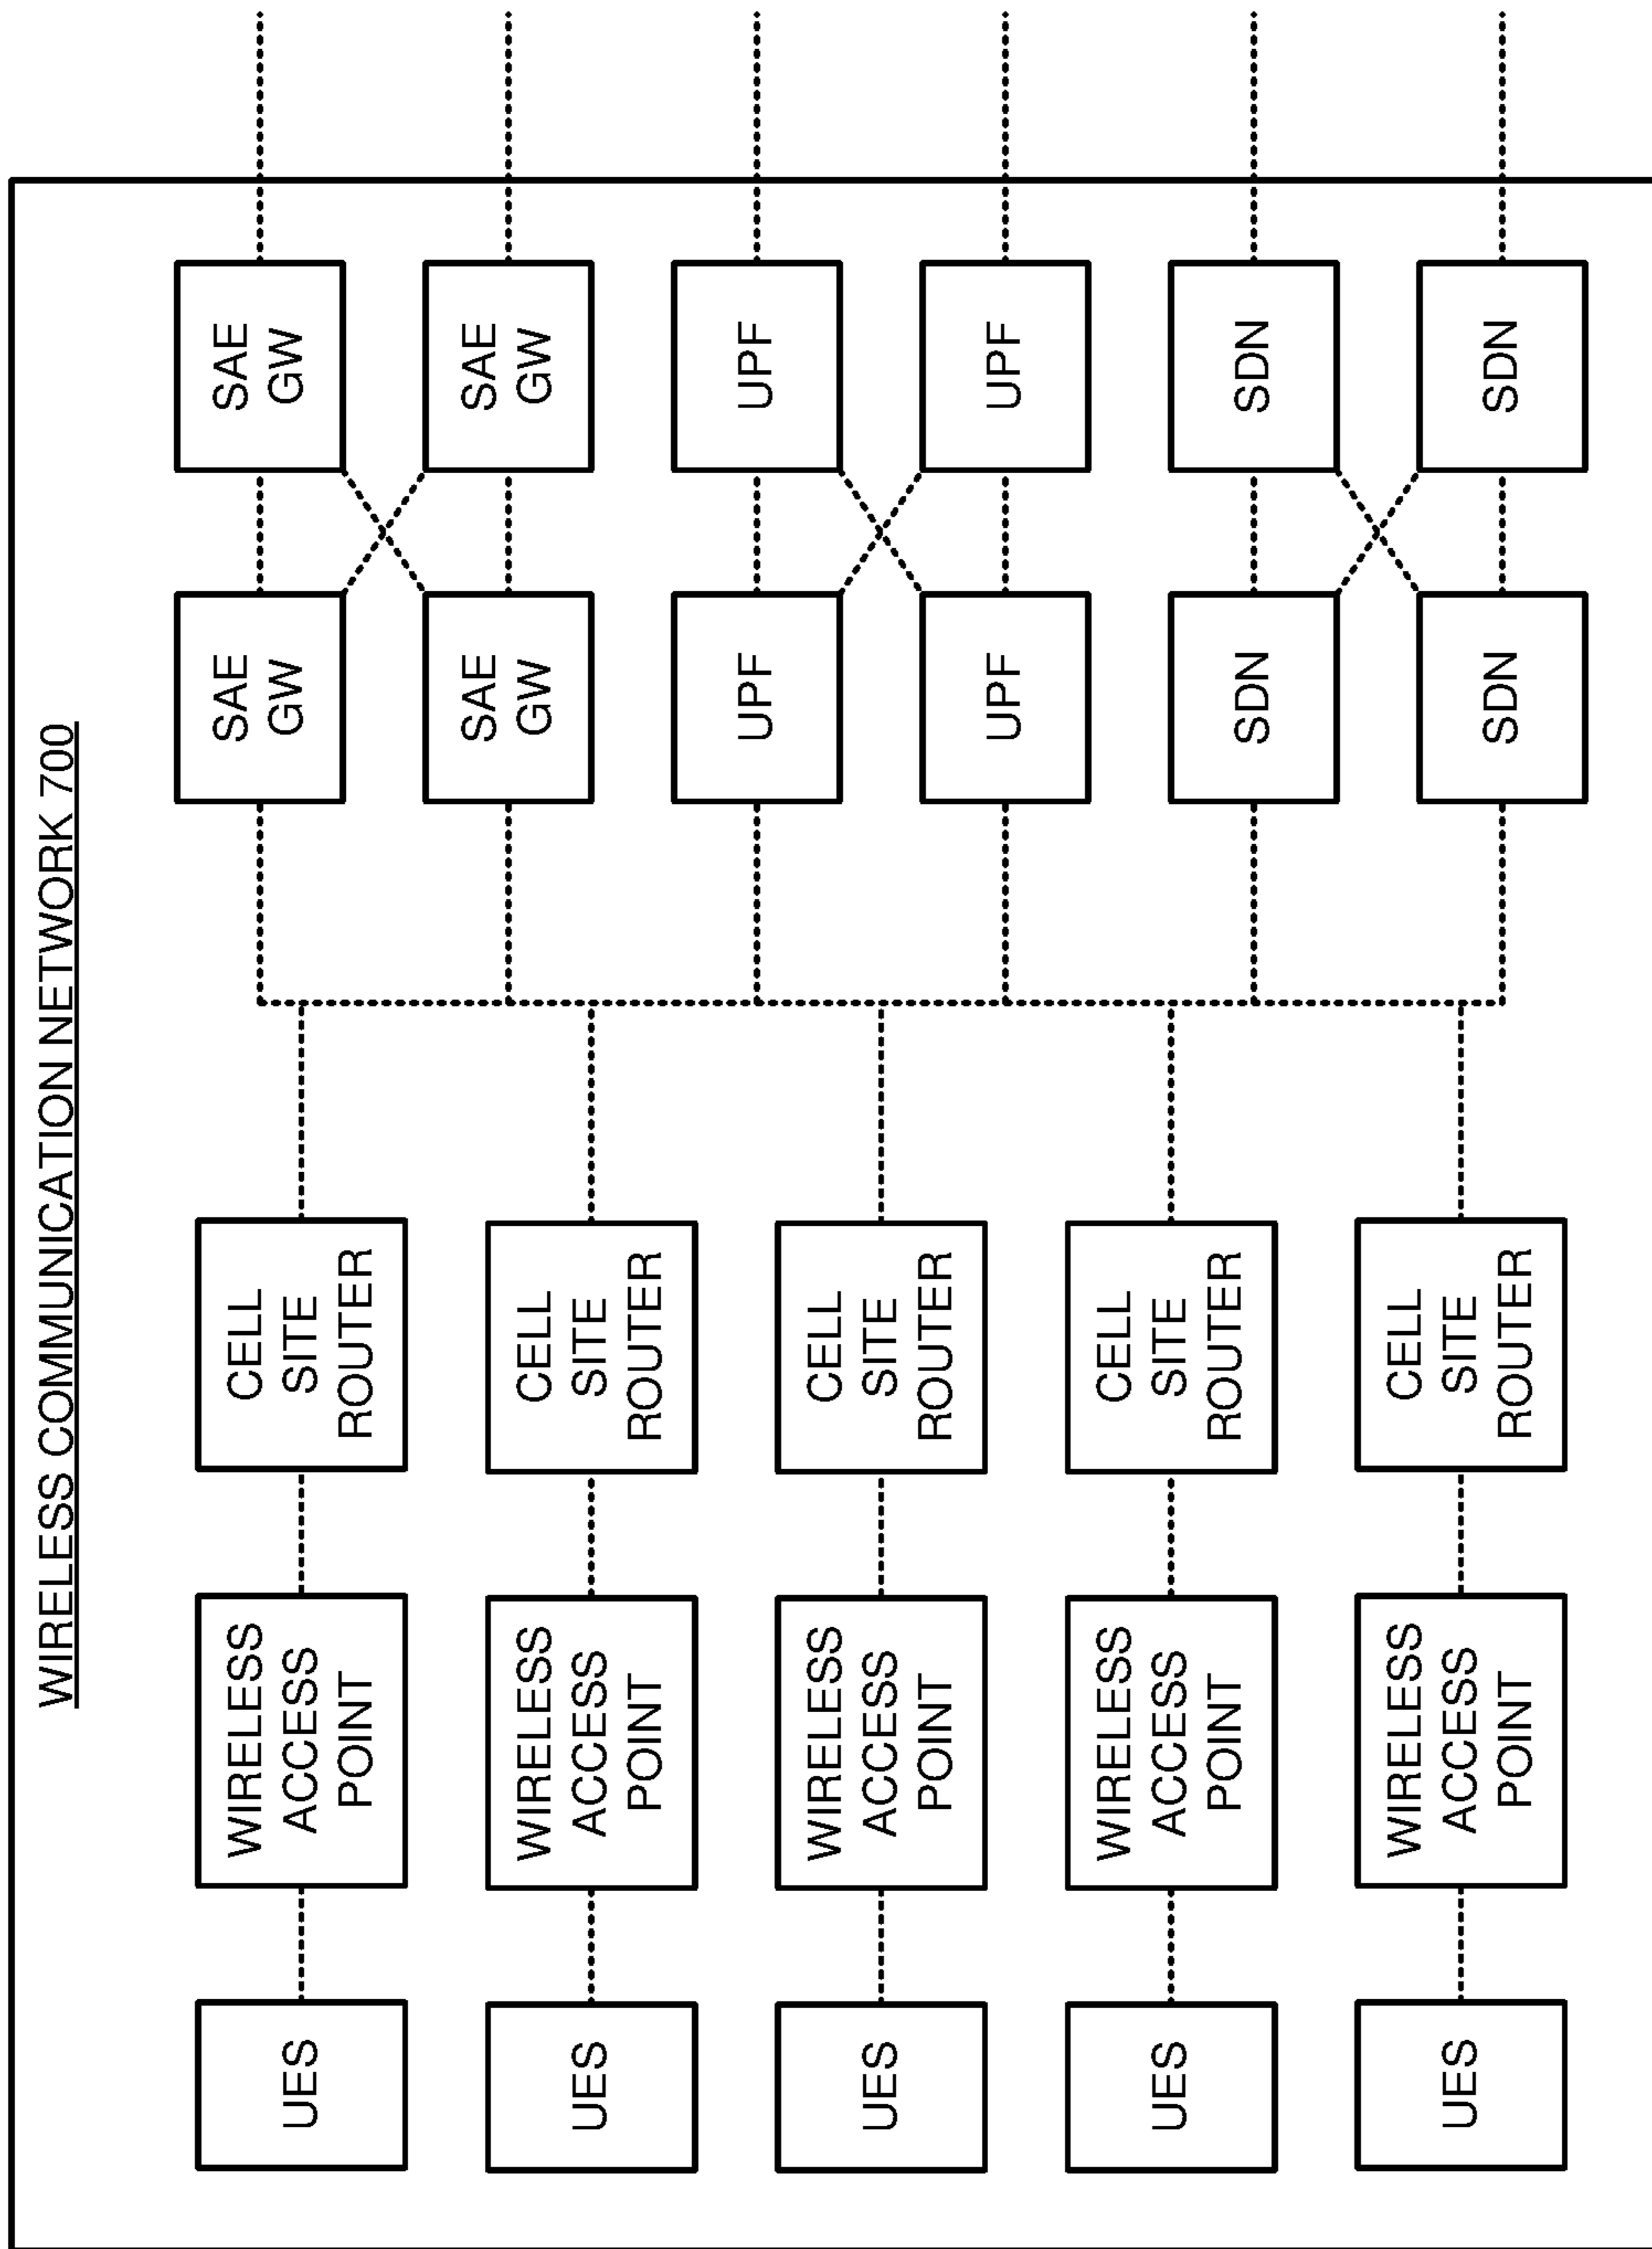 WIRELESS COMMUNICATION NETWORK 700
UES
WIRELESS
ACCESS
POINT
CELL
SITE
ROUTER
SAE
GW
SAE
GW
UES
WIRELESS
ACCESS
POINT
CELL
SITE
ROUTER
SAE
GW
SAE
GW
UES
WIRELESS
ACCESS
POINT
CELL
SITE
ROUTER
UPF
UPF
UPF
UPF
UES
WIRELESS
ACCESS
POINT
CELL
SITE
ROUTER
SDN
SDN
UES
WIRELESS
ACCESS
POINT
CELL
SITE
ROUTER
SDN
SDN